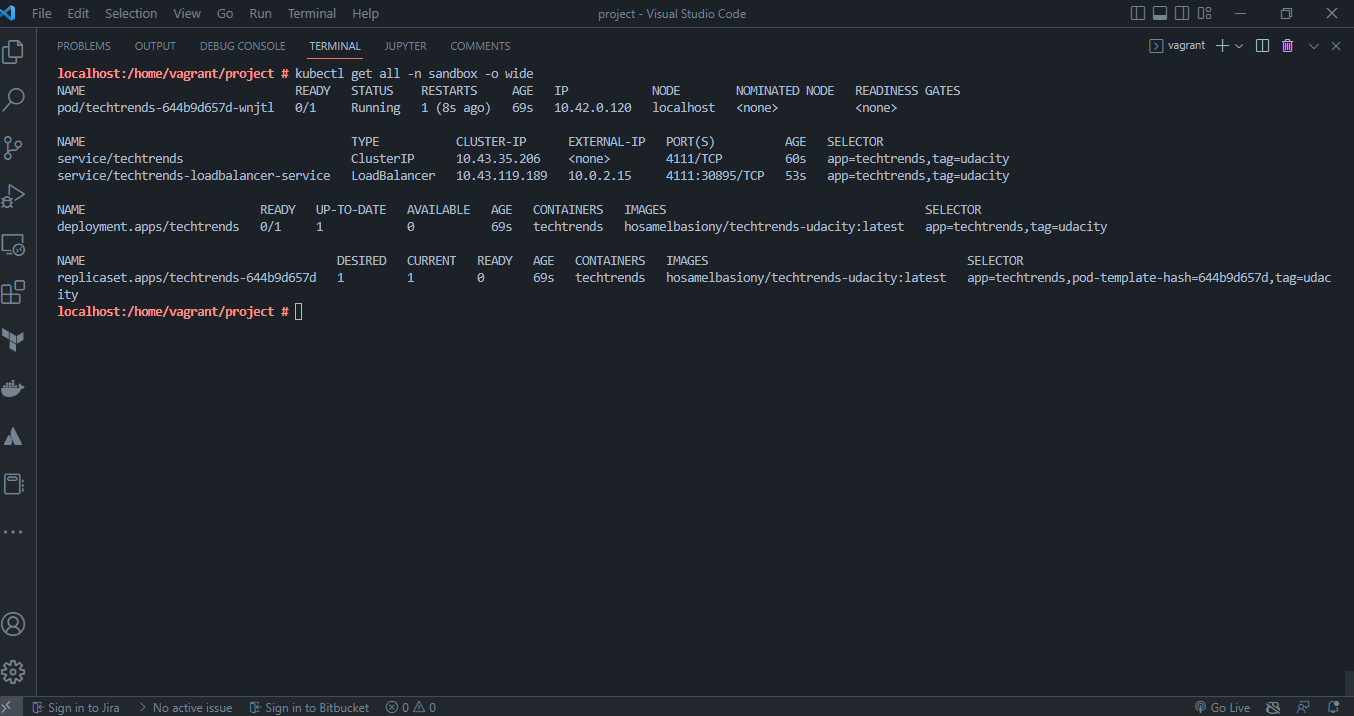 File Edit Selection View Go Run Terminal Help project - Visual Studio Code
PROBLEMS OUTPUT DEBUG CONSOLE TERMINAL JUPYTER COMMENTS vagrant
localhost:/home/vagrant/project # kubectl get all -n sandbox -o wide
NAME READY STATUS RESTARTS AGE IP NODE NOMINATED NODE READINESS GATES
pod/techtrends-644b9d657d-wnjtl 0/1 Running 1 (8s ago) 69s 10.42.0.120 localhost <none> <none>
NAME TYPE CLUSTER-IP EXTERNAL-IP PORT(S) AGE SELECTOR
service/techtrends ClusterIP 10.43.35.206 <none> 4111/TCP 60s app=techtrends,tag=udacity
service/techtrends-loadbalancer-service LoadBalancer 10.43.119.189 10.0.2.15 4111:30895/TCP 53s app=techtrends,tag=udacity
NAME READY UP-TO-DATE AVAILABLE AGE CONTAINERS IMAGES SELECTOR
deployment.apps/techtrends 0/1 1 0 69s techtrends hosamelbasiony/techtrends-udacity:latest app=techtrends,tag=udacity
NAME DESIRED CURRENT READY AGE CONTAINERS IMAGES SELECTOR
replicaset.apps/techtrends-644b9d657d 1 1 0 69s techtrends hosamelbasiony/techtrends-udacity:latest app=techtrends,pod-template-hash=644b9d657d,tag=udac
ity
localhost:/home/vagrant/project #
Sign in to Jira No active issue Sign in to Bitbucket 0 0 Go Live